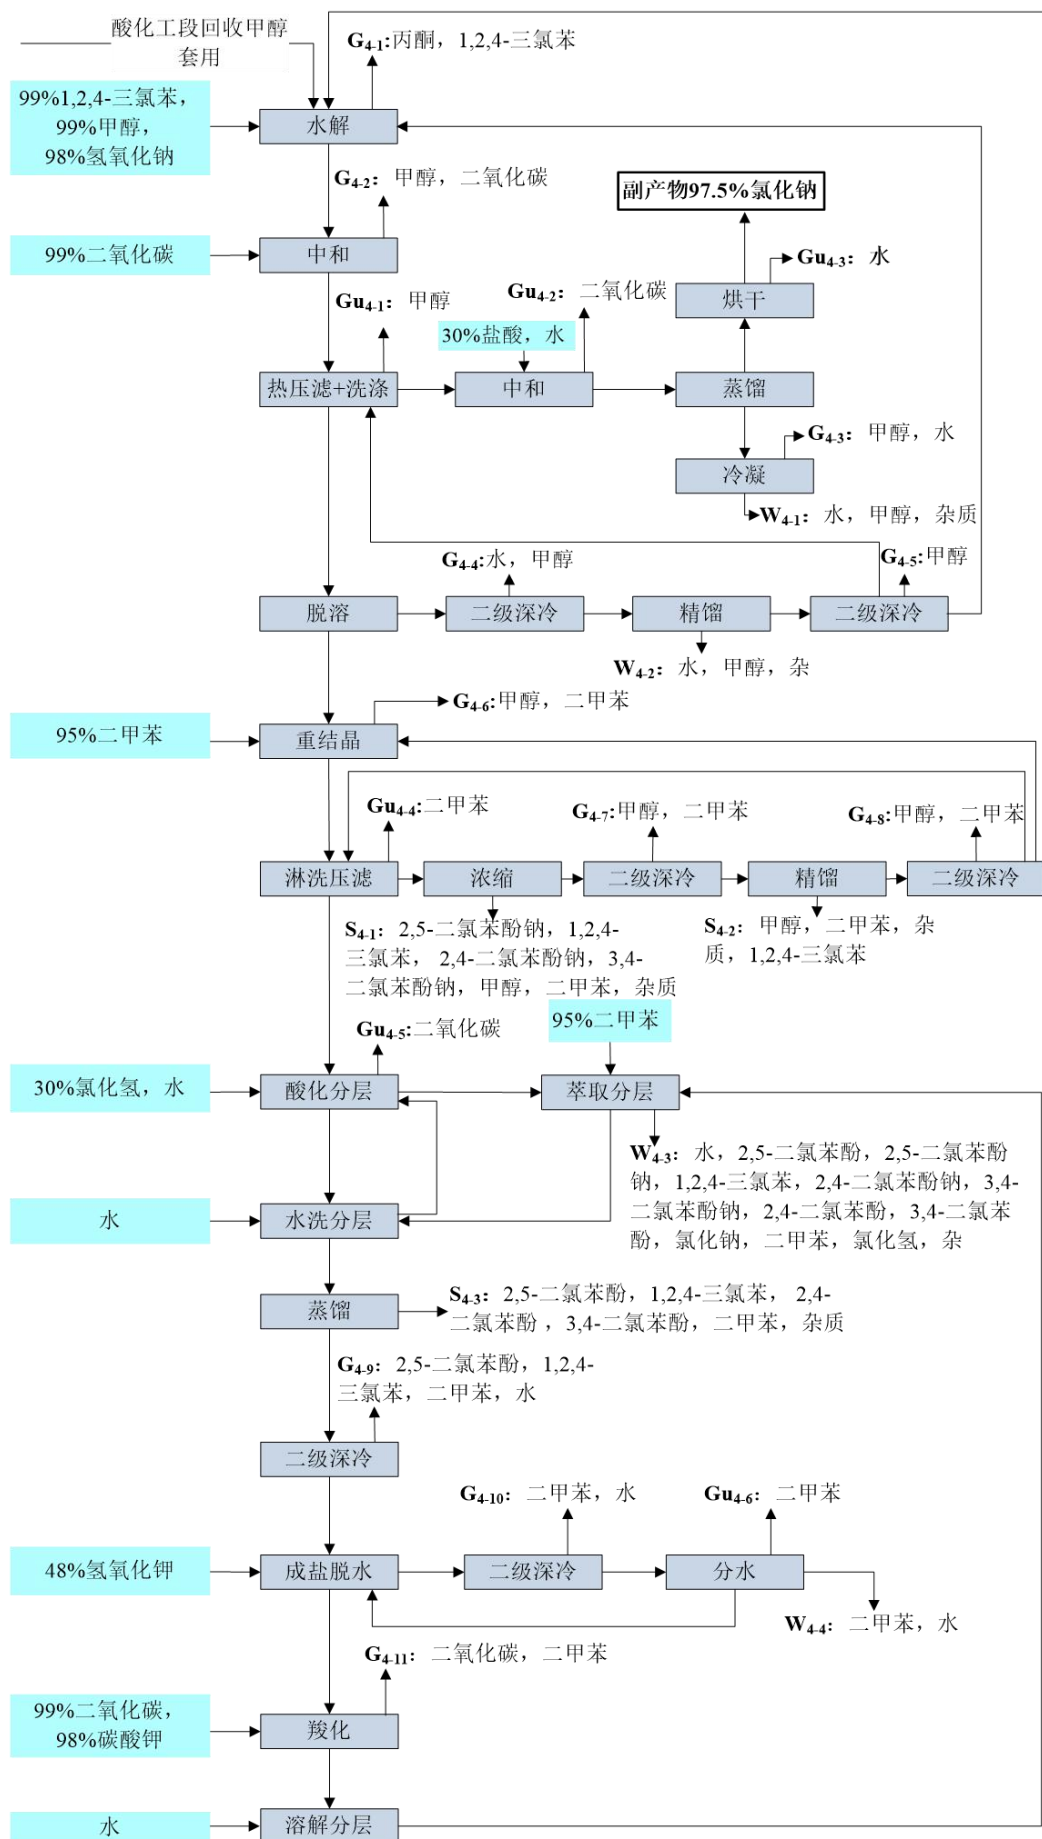 酸化工段回收甲醇
套用
G4-1:丙酮，1,2,4-三氯苯
99%1,2,4-三氯苯，
99%甲醇，
98%氢氧化钠
水解
G4-2：甲醇，二氧化碳
副产物97.5%氯化钠
99%二氧化碳
中和
Gu4-3：水
Gu4-1：甲醇
Gu4-2：二氧化碳
烘干
30%盐酸，水
热压滤+洗涤
中和
蒸馏
G4-3：甲醇，水
冷凝
W4-1：水，甲醇，杂质
G4-4:水，甲醇
G4-5:甲醇
脱溶
二级深冷
精馏
二级深冷
W4-2：水，甲醇，杂
G4-6:甲醇，二甲苯
95%二甲苯
重结晶
Gu4-4:二甲苯
G4-7:甲醇，二甲苯
G4-8:甲醇，二甲苯
淋洗压滤
浓缩
二级深冷
精馏
二级深冷
S4-1：2,5-二氯苯酚钠，1,2,4-
三氯苯，2,4-二氯苯酚钠，3,4-
二氯苯酚钠，甲醇，二甲苯，杂质
S4-2：甲醇，二甲苯，杂
质，1,2,4-三氯苯
95%二甲苯
Gu4-5:二氧化碳
30%氯化氢，水
酸化分层
萃取分层
W4-3：水，2,5-二氯苯酚，2,5-二氯苯酚
钠，1,2,4-三氯苯，2,4-二氯苯酚钠，3,4-
二氯苯酚钠，2,4-二氯苯酚，3,4-二氯苯
酚，氯化钠，二甲苯，氯化氢，杂
水
水洗分层
蒸馏
S4-3：2,5-二氯苯酚，1,2,4-三氯苯，2,4-
二氯苯酚，3,4-二氯苯酚，二甲苯，杂质
G4-9：2,5-二氯苯酚，1,2,4-
三氯苯，二甲苯，水
二级深冷
G4-10：二甲苯，水
Gu4-6：二甲苯
48%氢氧化钾
成盐脱水
二级深冷
分水
W4-4：二甲苯，水
G4-11：二氧化碳，二甲苯
99%二氧化碳，
98%碳酸钾
羧化
水
溶解分层